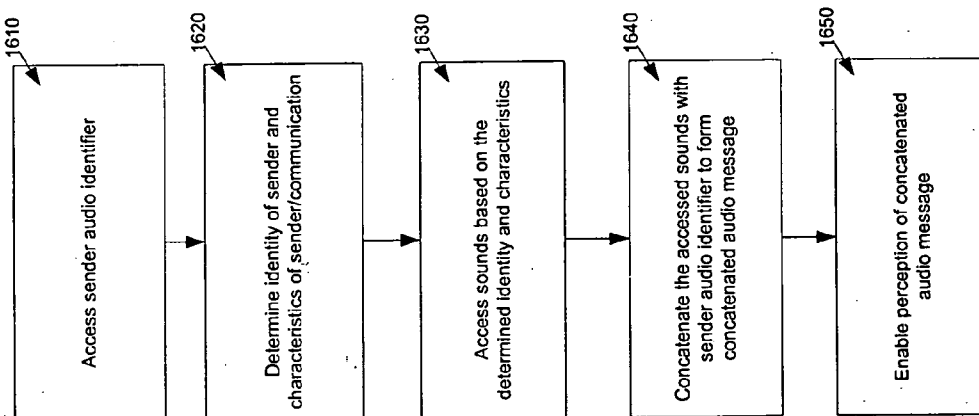 1610
Access sender audio identifier
1620
Determine identity of sender and
characteristics of sender/communication
1630
Access sounds based on the
determined identity and characteristics
1640
Concatenate the accessed sounds with
sender audio identifier to form
concatenated audio message
1650
Enable perception of concatenated
audio message